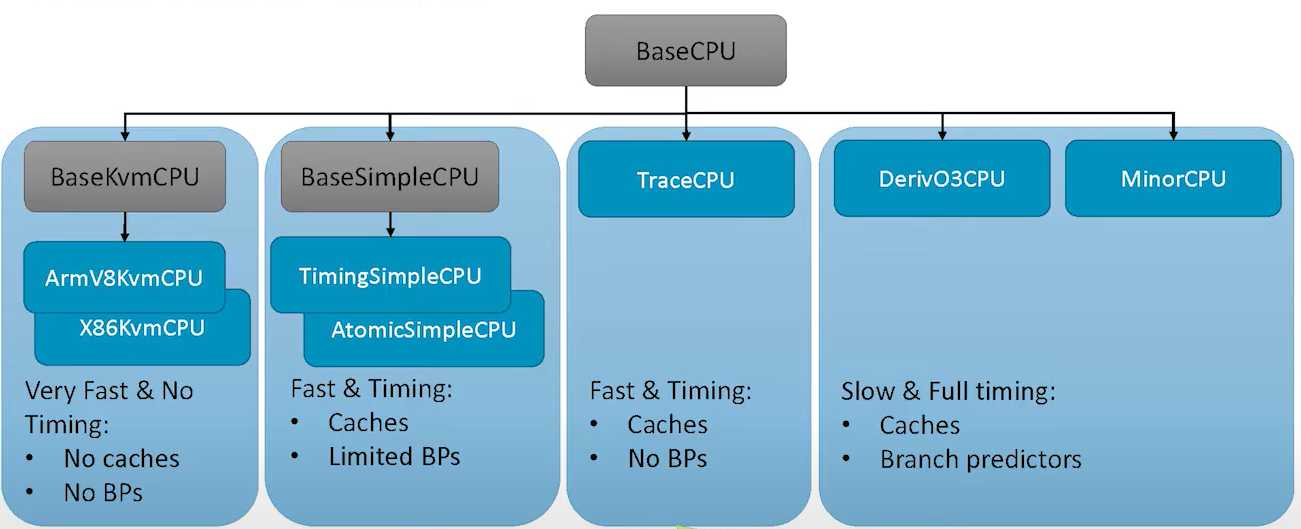 BaseCPU
BaseKvmCPU
ArmV8KvmCPU
X86KvmCPU
Very Fast & No
Timing:
• No caches
• No BPs
BaseSimpleCPU
TimingSimpleCPU
AtomicSimpleCPU
Fast & Timing:
• Caches
• Limited BPs
TraceCPU
Fast & Timing:
• Caches
• No BPs
DerivO3CPU
MinorCPU
Slow & Full timing:
• Caches
• Branch predictors